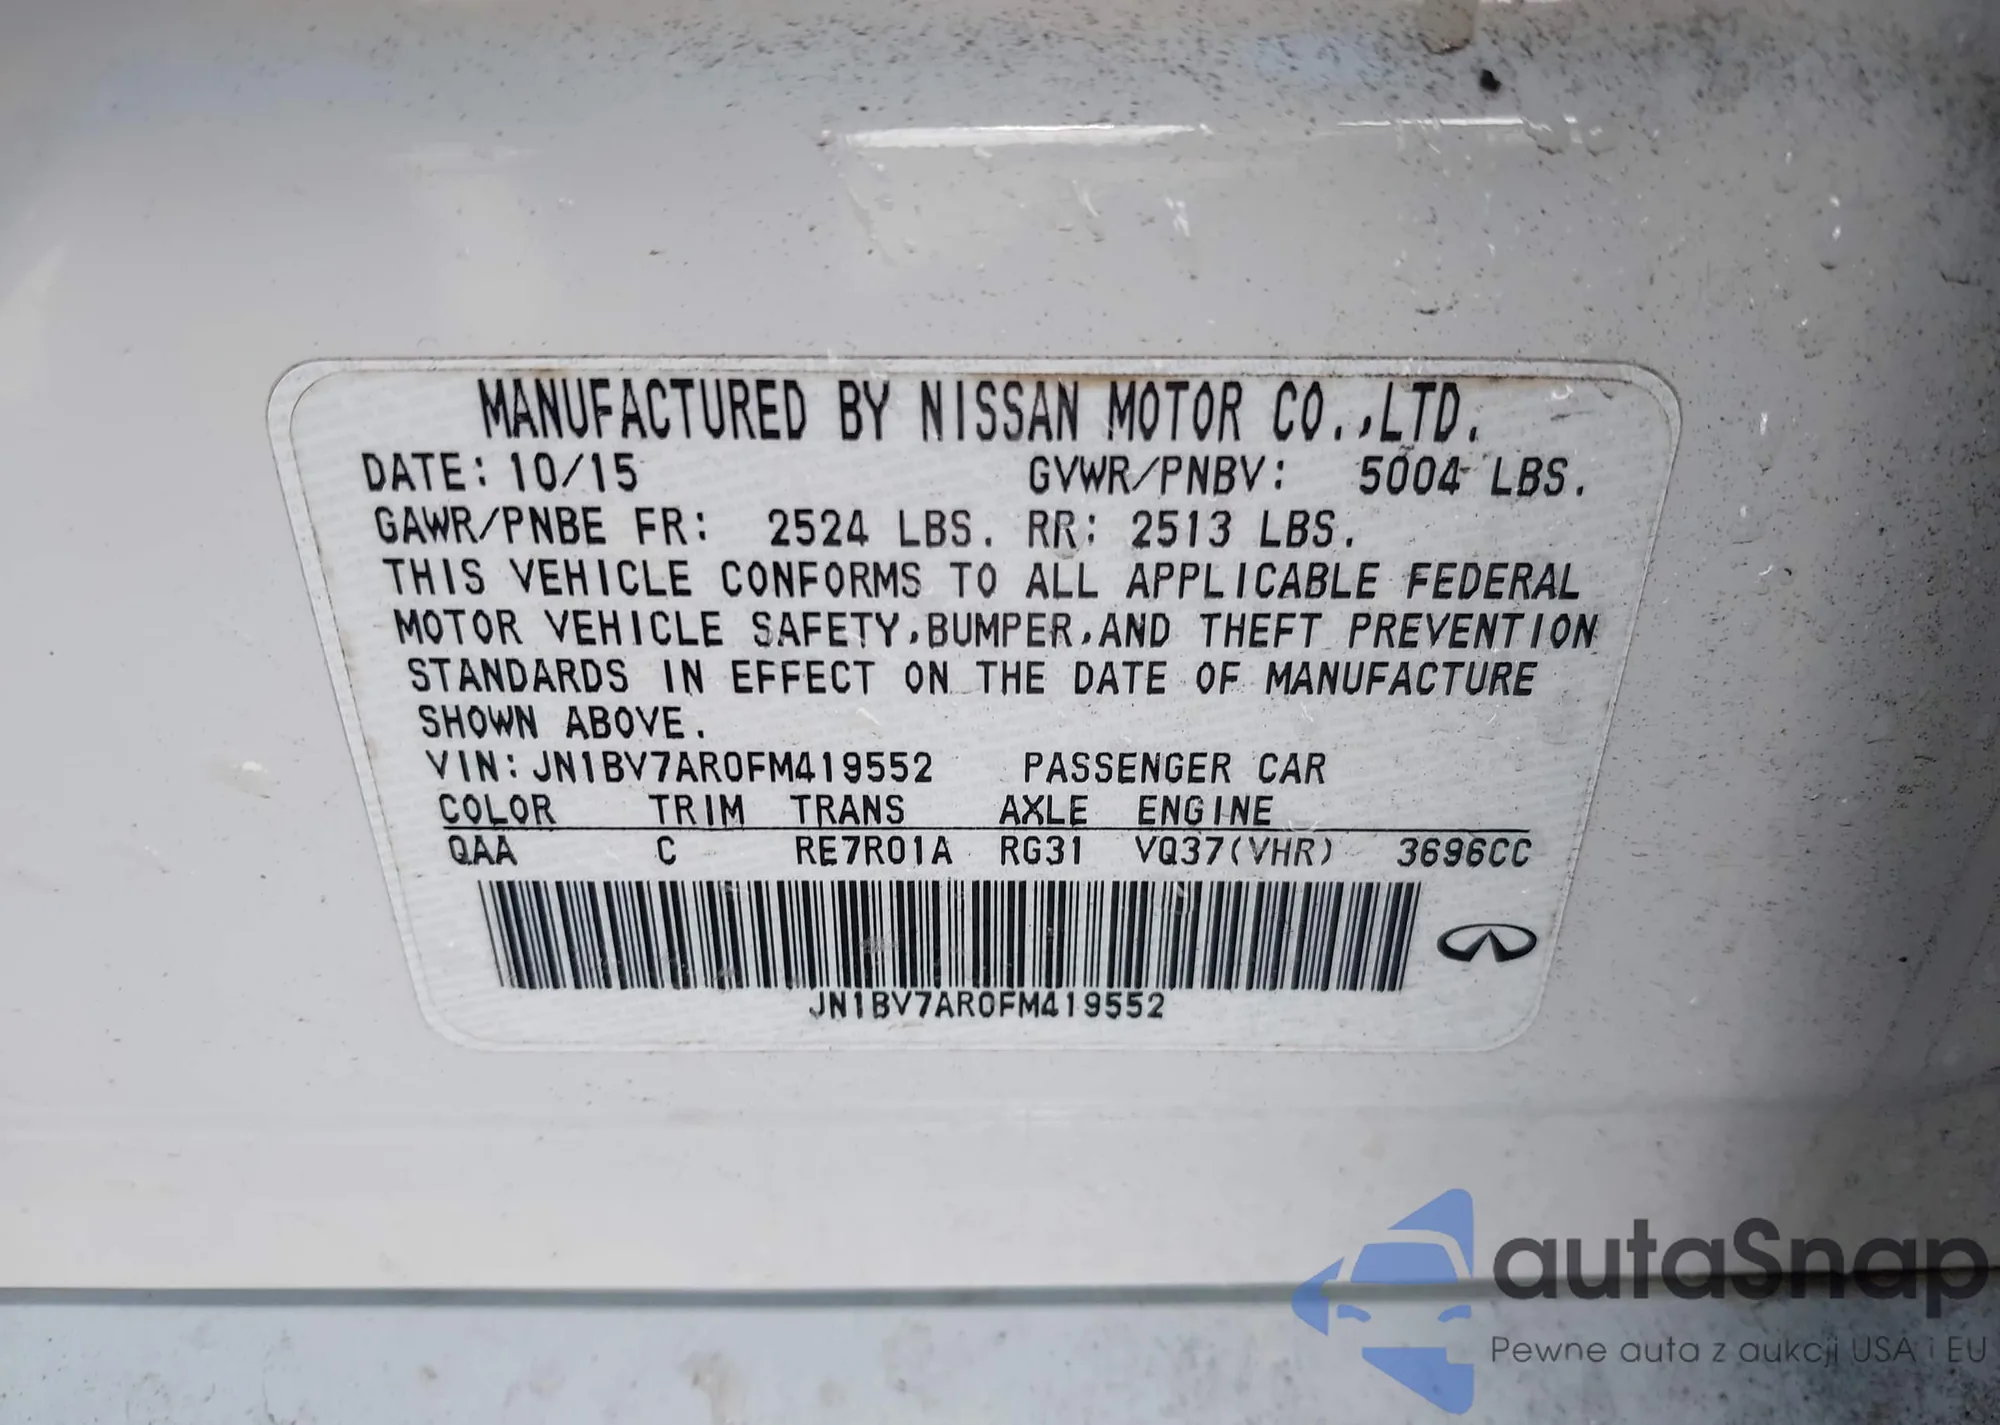 MANUFACTURED BY NISSAN MOTOR CO.,LTD.
DATE: 10/15 GVWR/PNBV: 5004 LBS.
GAWR/PNBE FR: 2524 LBS. RR: 2513 LBS.
THIS VEHICLE CONFORMS TO ALL APPLICABLE FEDERAL
MOTOR VEHICLE SAFETY,BUMPER,AND THEFT PREVENTION
STANDARDS IN EFFECT ON THE DATE OF MANUFACTURE
SHOWN ABOVE.
VIN: JN1BV7AR0FM419552 PASSENGER CAR
COLOR TRIM TRANS AXLE ENGINE
QAA C RE7R01A RG31 VQ37(VHR) 3696CC
JN1BV7AR0FM419552
autaSnap
Pewne auta z aukcji USA i EU